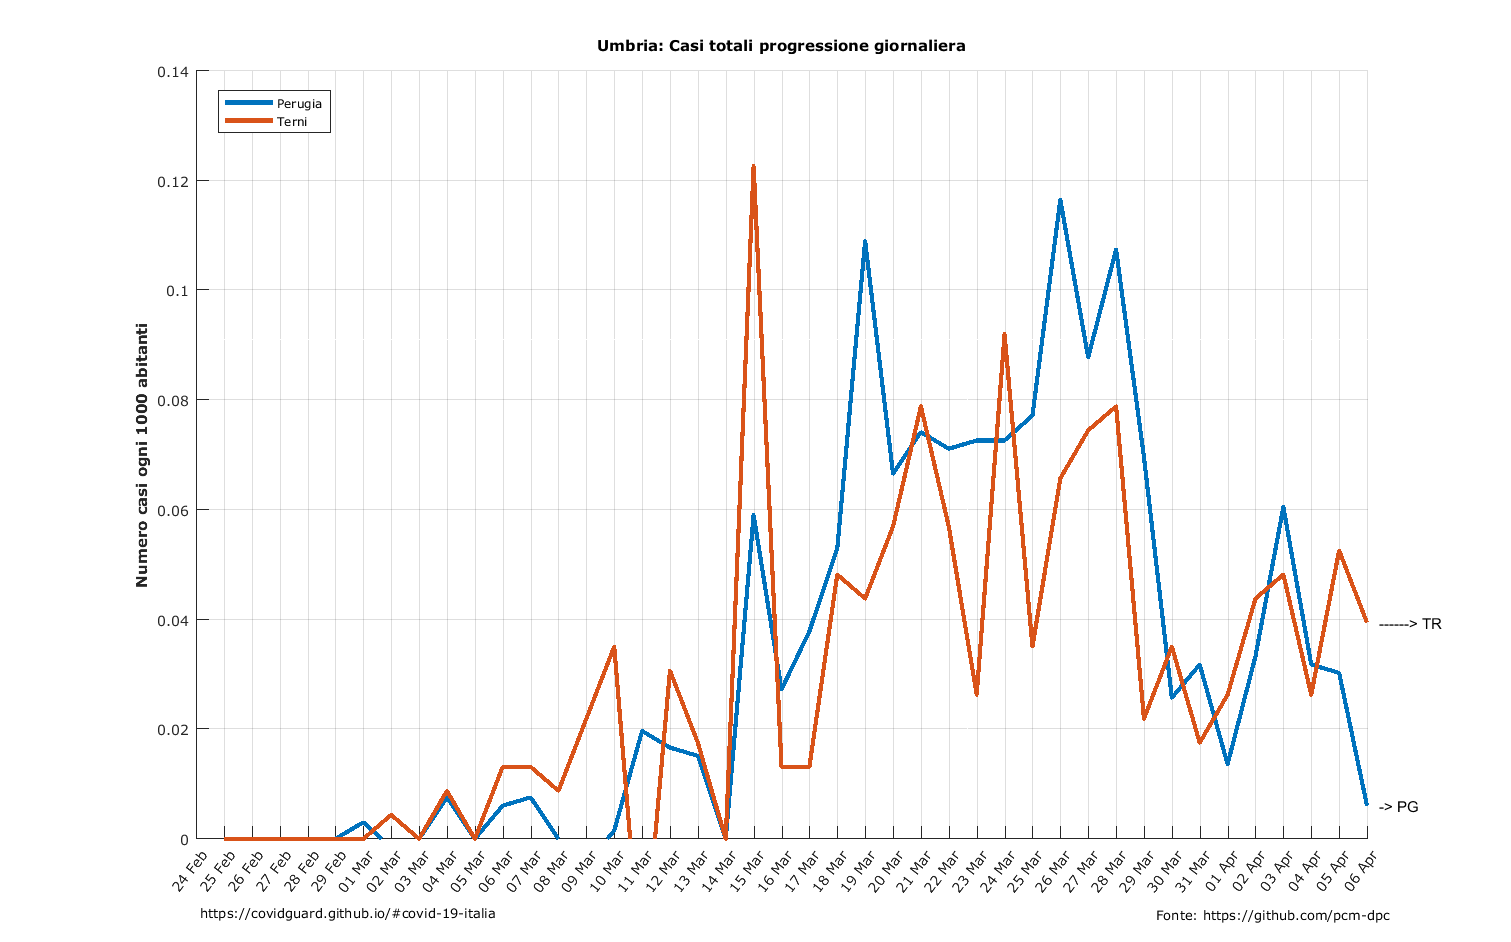 Umbria: Casi totali progressione giornaliera
0.14
0.12
0.1
0.08
0.06
0.04
0.02
0
Numero casi ogni 1000 abitanti
Perugia
Terni
------> TR
-> PG
24 Feb
25 Feb
26 Feb
27 Feb
28 Feb
29 Feb
01 Mar
02 Mar
03 Mar
04 Mar
05 Mar
06 Mar
07 Mar
08 Mar
09 Mar
10 Mar
11 Mar
12 Mar
13 Mar
14 Mar
15 Mar
16 Mar
17 Mar
18 Mar
19 Mar
20 Mar
21 Mar
22 Mar
23 Mar
24 Mar
25 Mar
26 Mar
27 Mar
28 Mar
29 Mar
30 Mar
31 Mar
01 Apr
02 Apr
03 Apr
04 Apr
05 Apr
06 Apr
https://covidguard.github.io/#covid-19-italia
Fonte: https://github.com/pcm-dpc